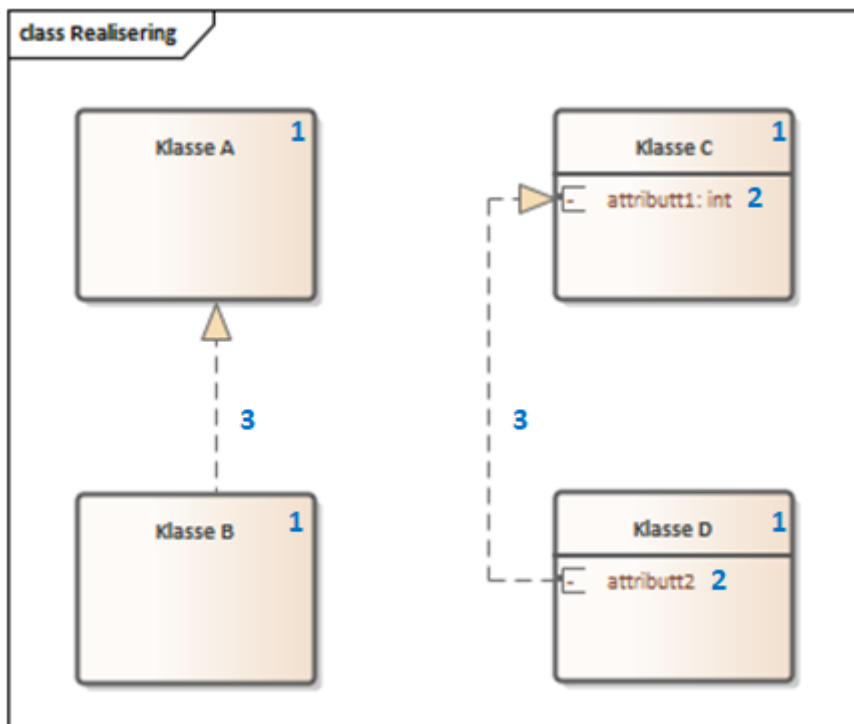 class Realisering
Klasse A 1
Klasse C 1
- attributt1: int 2
3
3
Klasse B 1
Klasse D 1
- attributt2 2